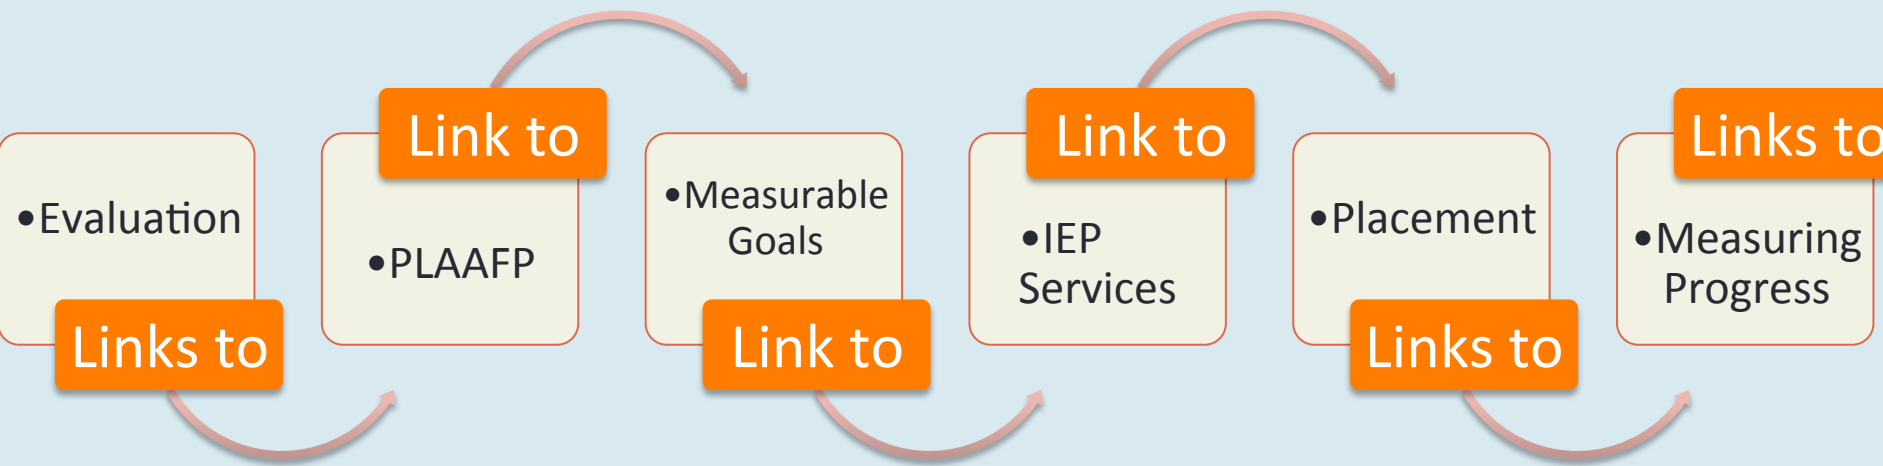 •Evaluation
Links to
Link to
•PLAAFP
•Measurable
Goals
Link to
Link to
•IEP
Services
•Placement
Links to
Links to
•Measuring
Progress